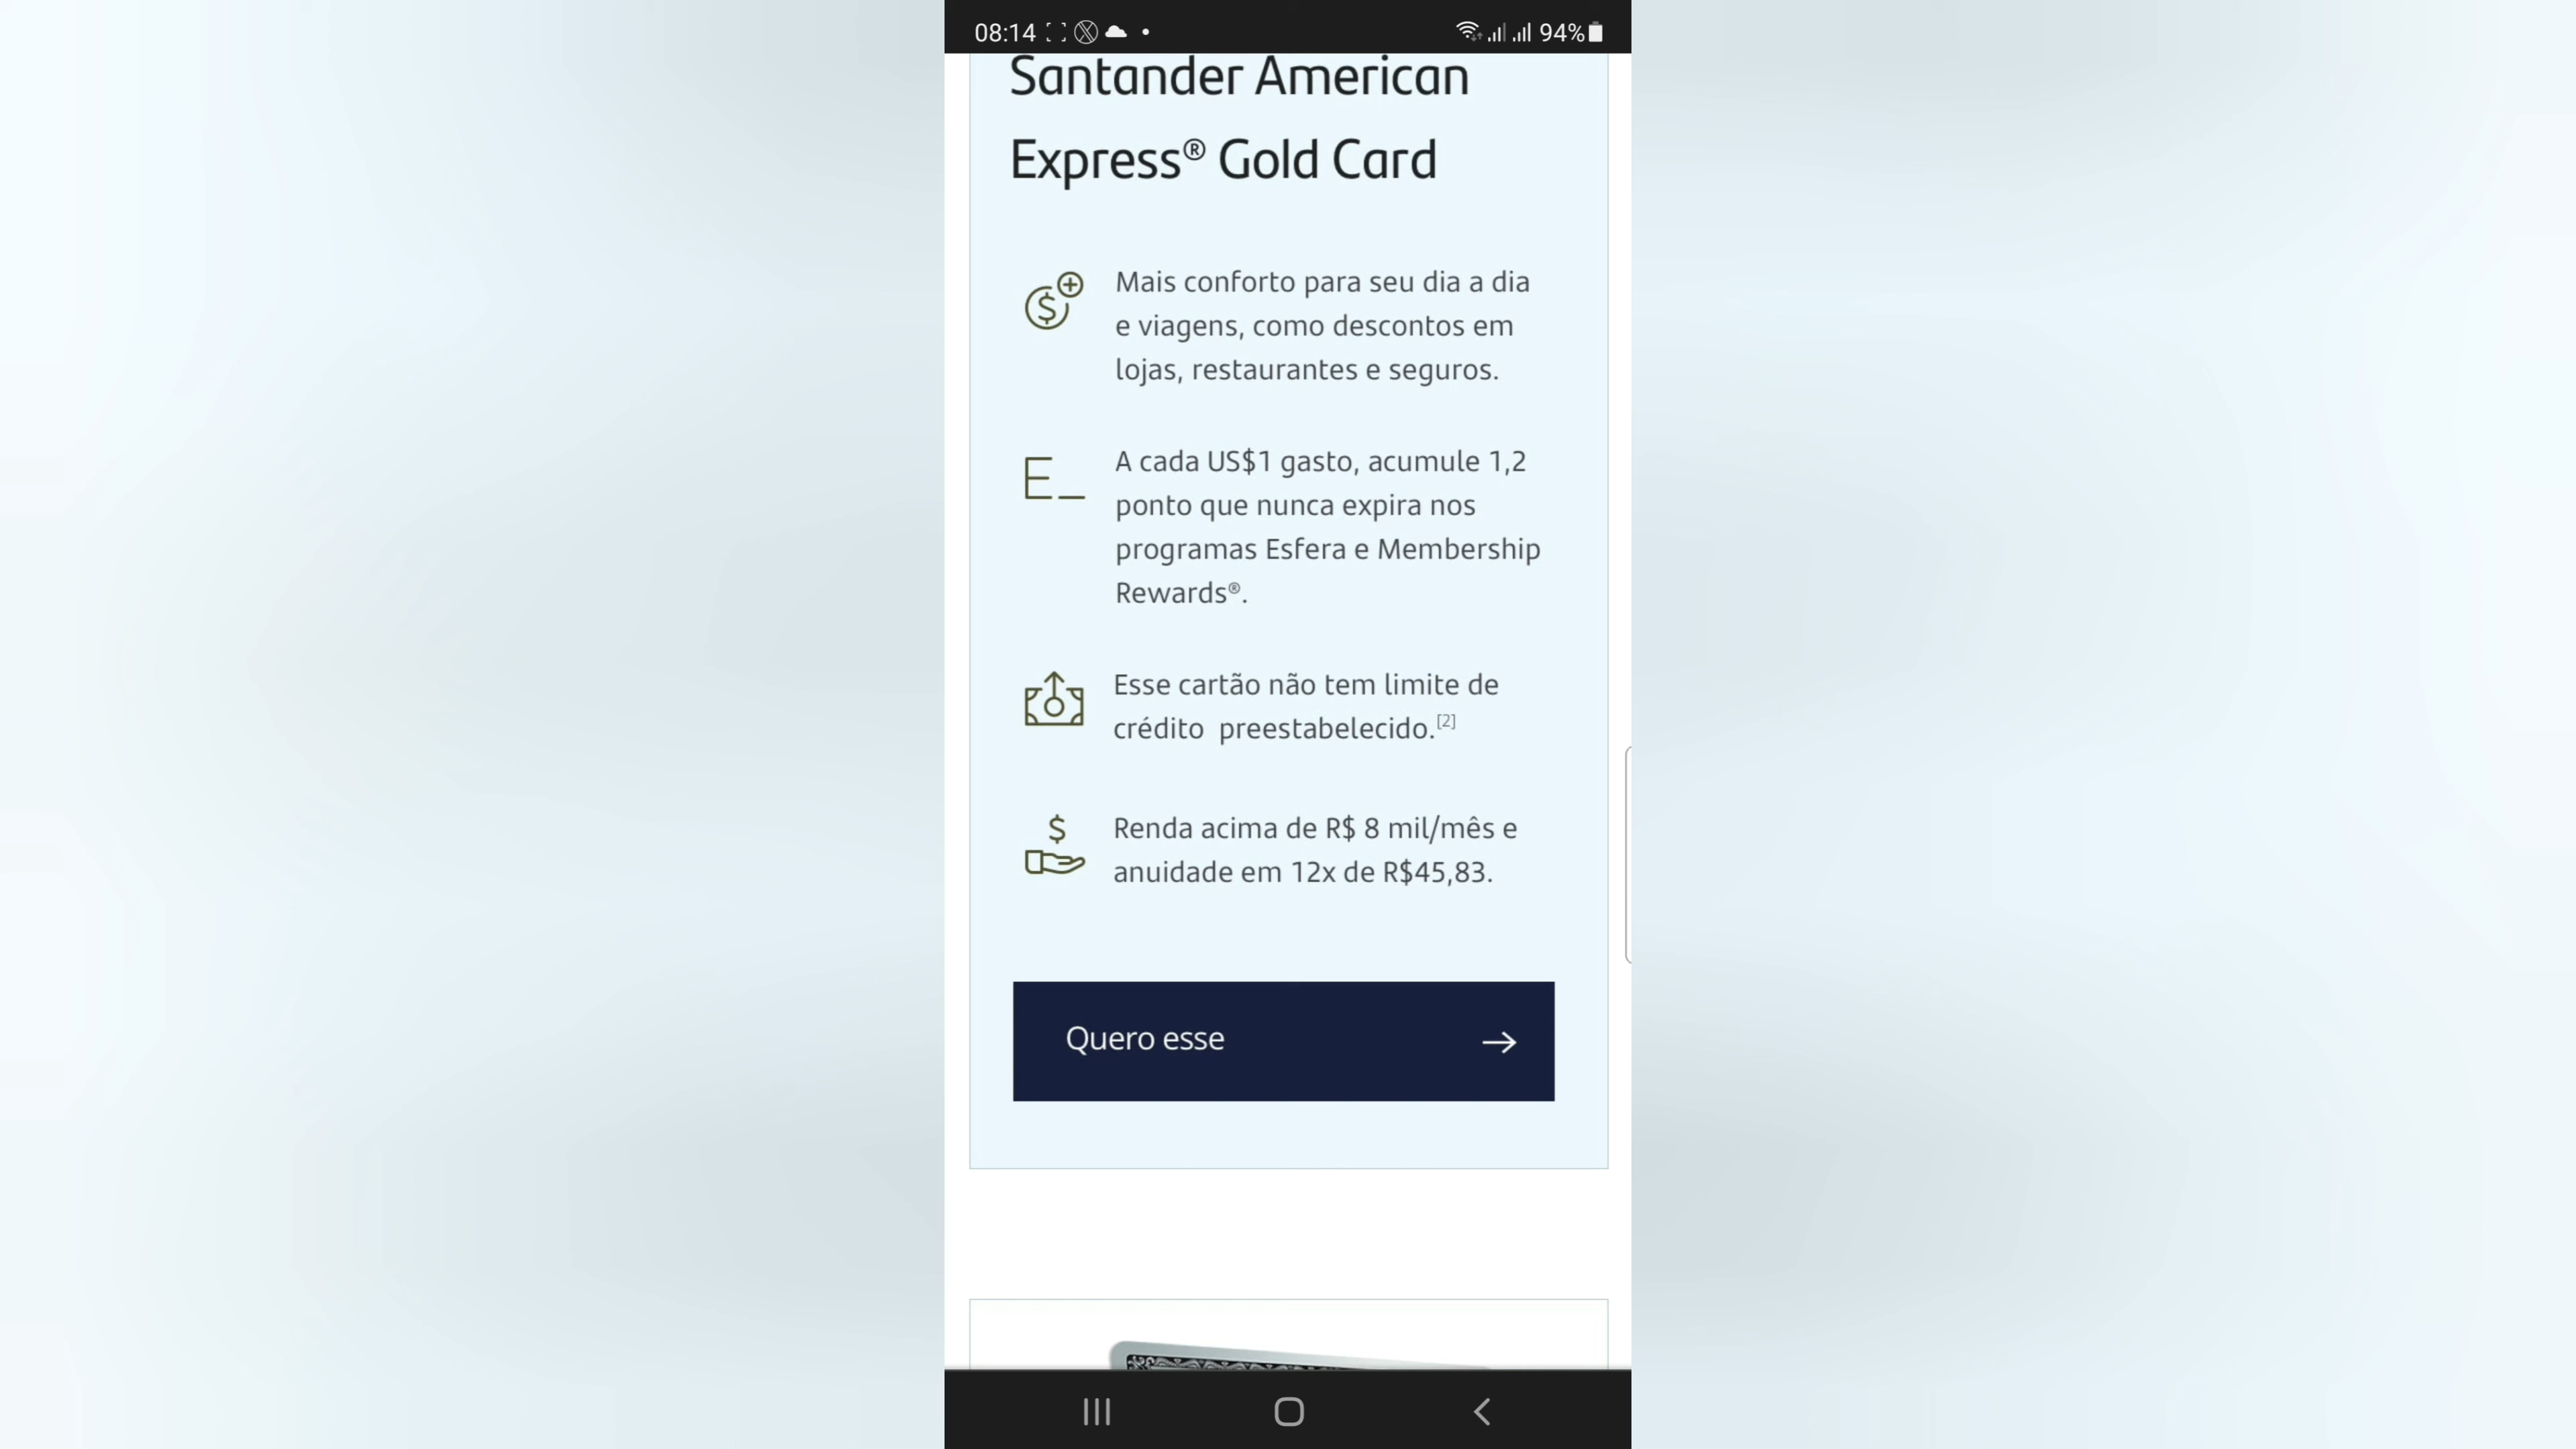 08:14
94%
Santander American
Express® Gold Card
Mais conforto para seu dia a dia
e viagens, como descontos em
lojas, restaurantes e seguros.
E_
A cada US$1 gasto, acumule 1,2
ponto que nunca expira nos
programas Esfera e Membership
Rewards®.
Esse cartão não tem limite de
crédito preestabelecido.[2]
Renda acima de R$ 8 mil/mês e
anuidade em 12x de R$45,83.
Quero esse